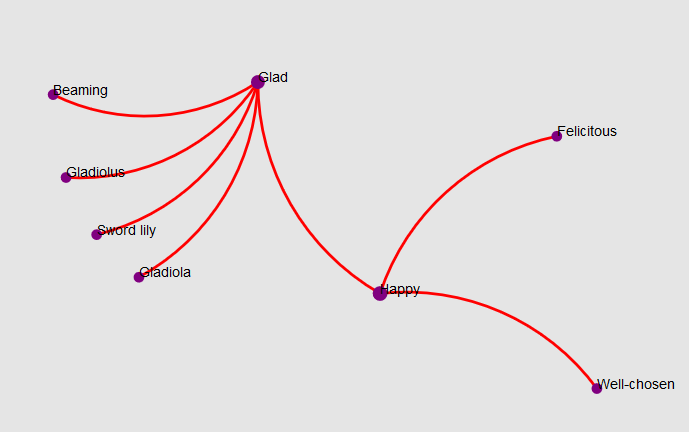 Glad
Beaming
Felicitous
Gladiolus
Sword lily
Gladiola
Happy
Well-chosen